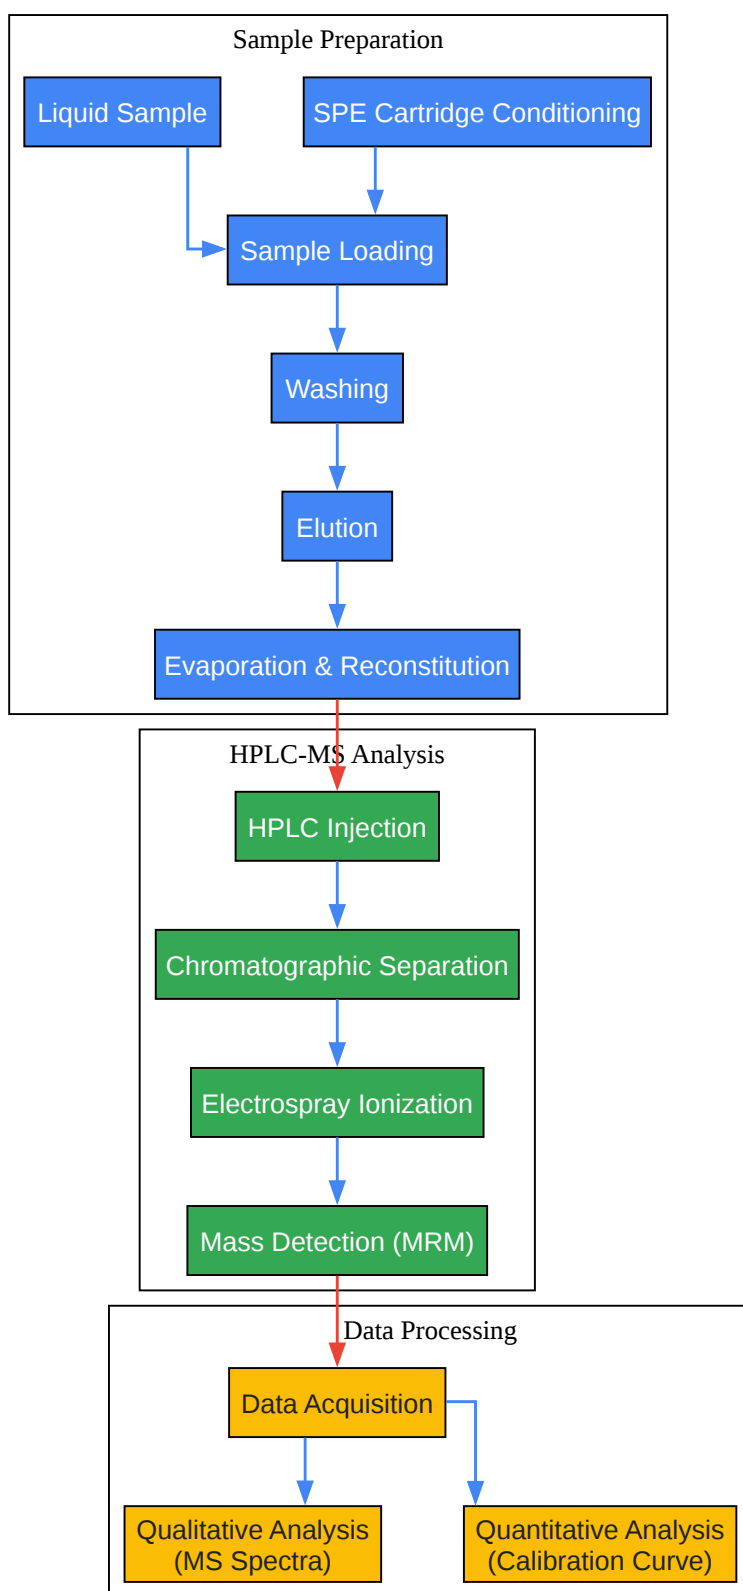 Sample Preparation
Liquid Sample
SPE Cartridge Conditioning
Sample Loading
Washing
Elution
Evaporation & Reconstitution
HPLC-MS Analysis
HPLC Injection
Chromatographic Separation
Electrospray Ionization
Mass Detection (MRM)
Data Processing
Data Acquisition
Qualitative Analysis
(MS Spectra)
Quantitative Analysis
(Calibration Curve)